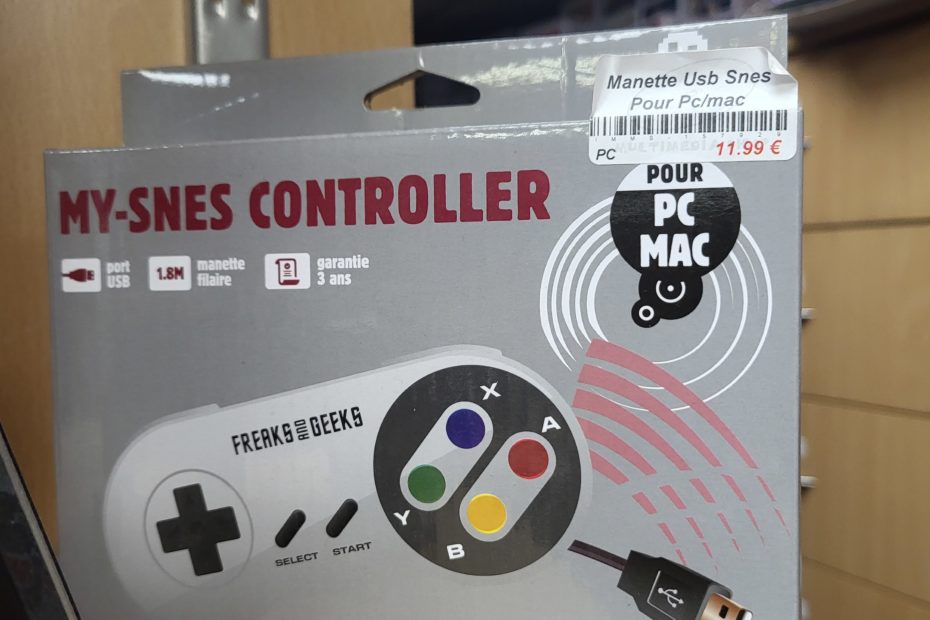 Manette Usb Snes
Pour Pc/mac
PC
11.99 €
POUR
PC
MAC
MY-SNES CONTROLLER
port
USB
1.8M
manette
filaire
garantie
3 ans
FREAKS AND GEEKS
X
A
Y
B
SELECT
START